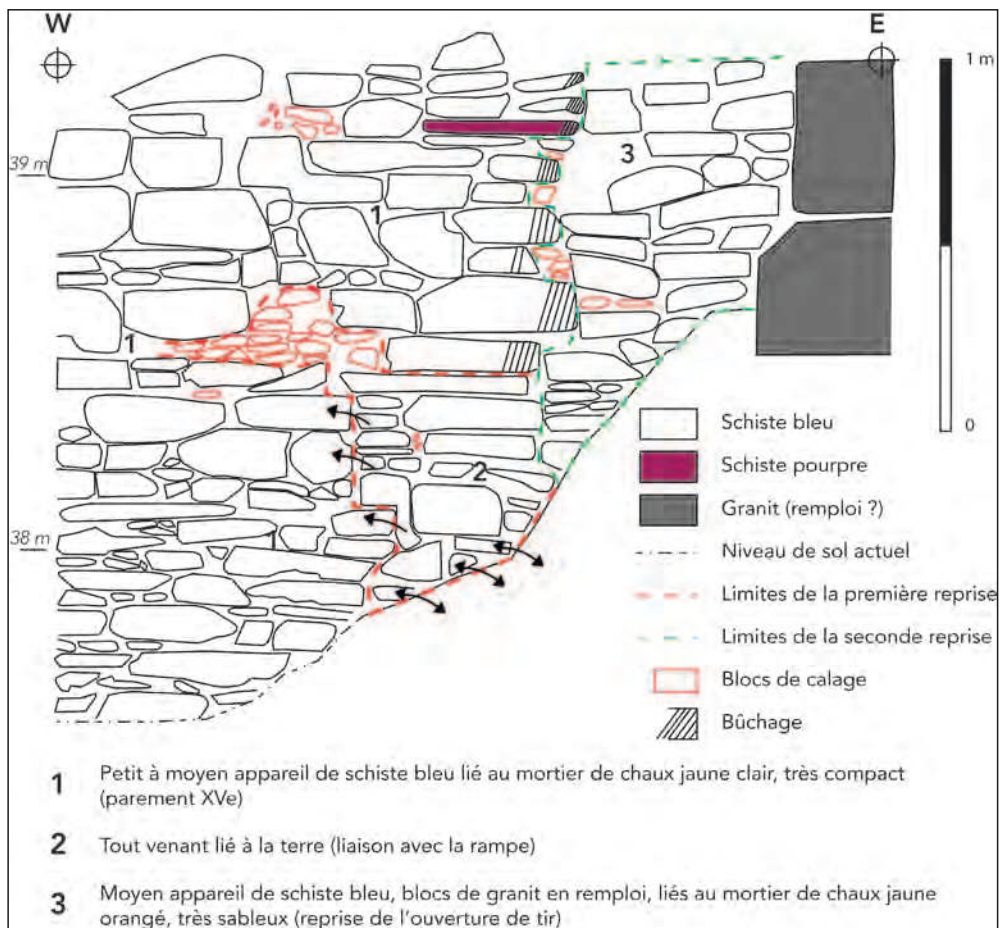 W
E
1 m
39 m
3
1
1
2
38 m
1
0
Schiste bleu
Schiste pourpre
Granit (remploi ?)
Niveau de sol actuel
Limites de la première reprise
Limites de la seconde reprise
Blocs de calage
Bûchage
1 Petit à moyen appareil de schiste bleu lié au mortier de chaux jaune clair, très compact
(parement XVe)
2 Tout venant lié à la terre (liaison avec la rampe)
3 Moyen appareil de schiste bleu, blocs de granit en remploi, liés au mortier de chaux jaune
orangé, très sableux (reprise de l'ouverture de tir)